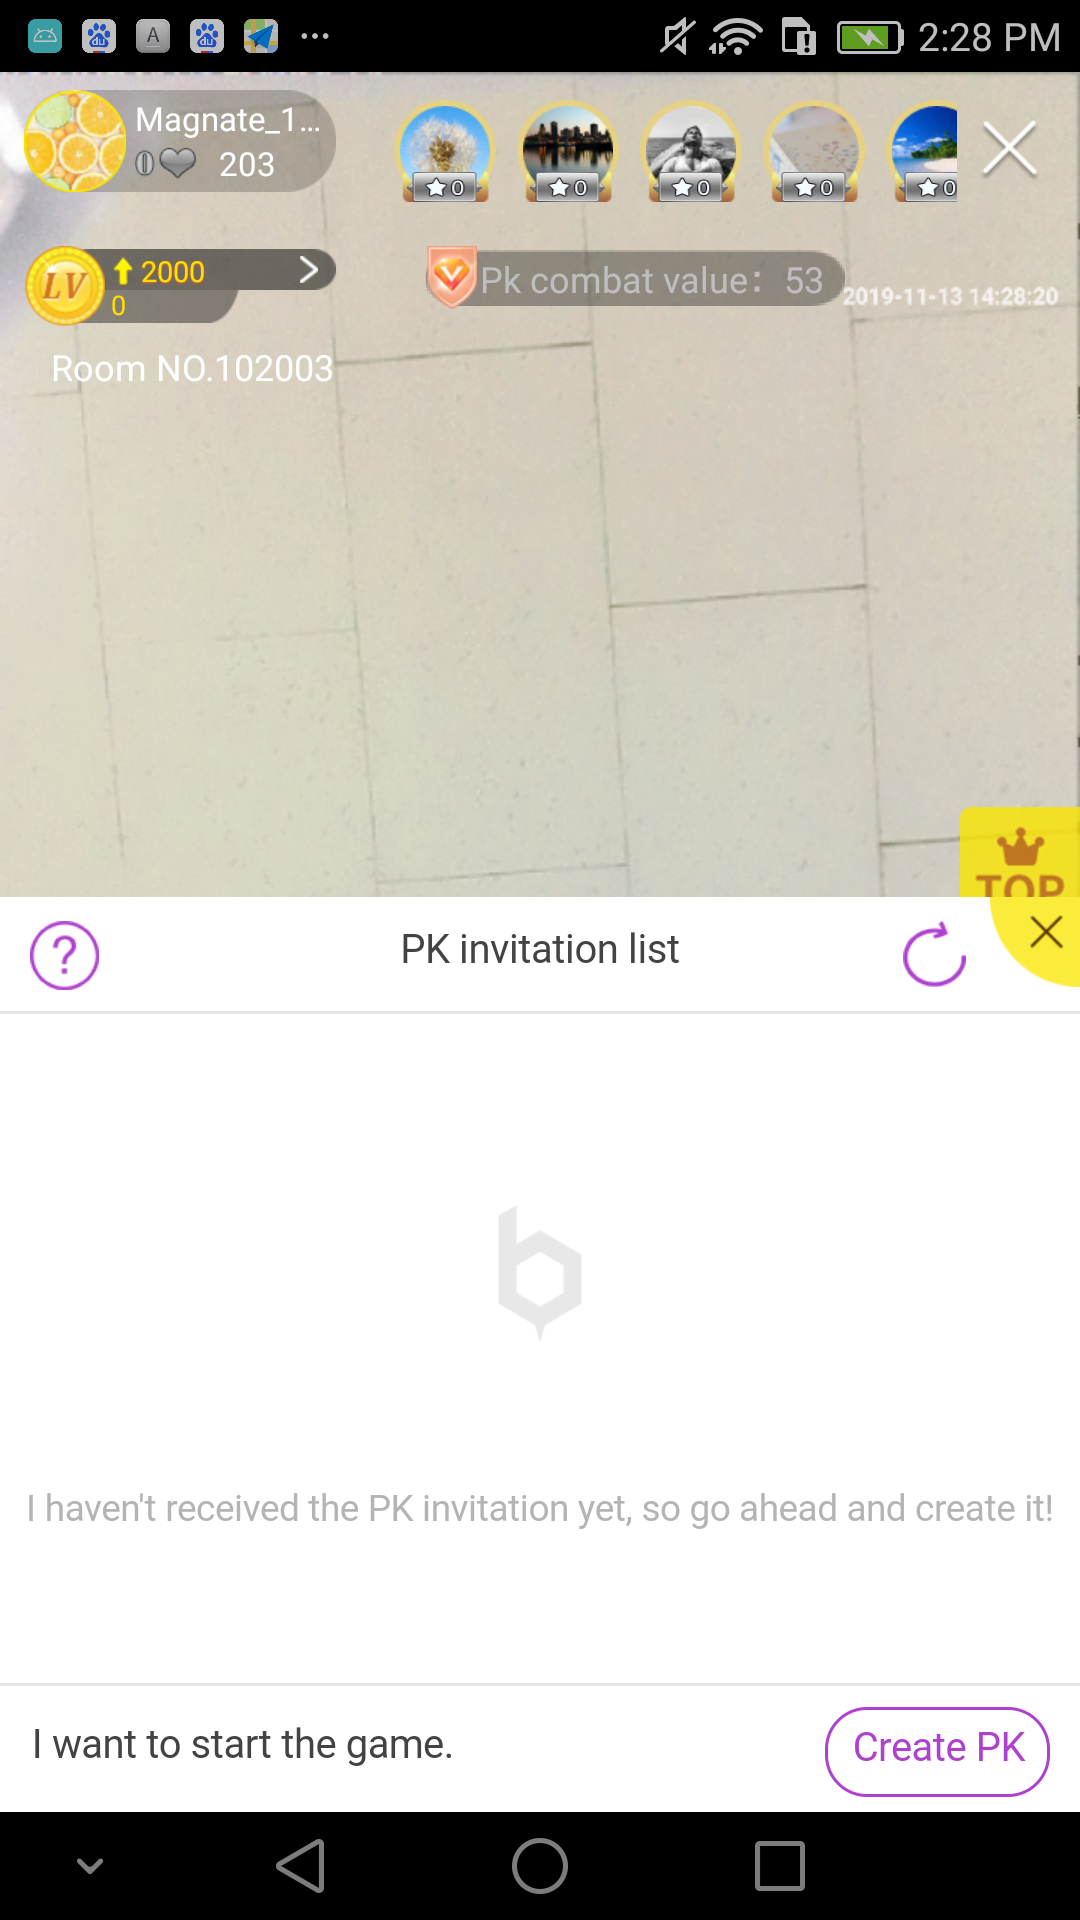 2:28 PM
Magnate_1...
0 203
0
0
0
0
0
LV
2000
0
Pk combat value： 53
2019-11-13 14:28:20
Room NO.102003
TOP
PK invitation list
I haven't received the PK invitation yet, so go ahead and create it!
I want to start the game.
Create PK